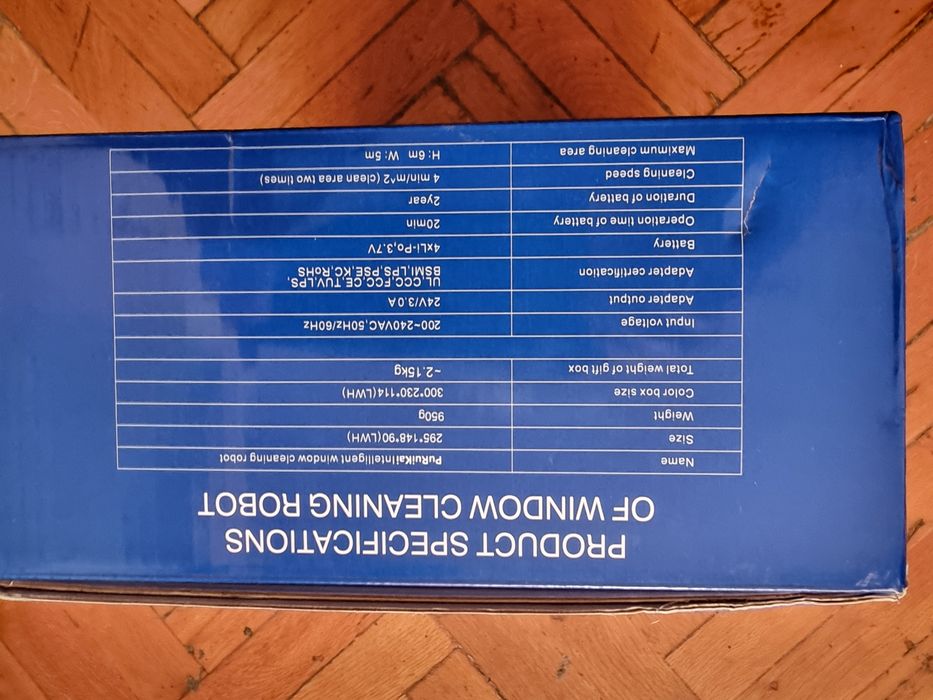 PRODUCT SPECIFICATIONS
OF WINDOW CLEANING ROBOT
Name PuRuiKai intelligent window cleaning robot
Size 295*148*90(LWH)
Weight 950g
Color box size 300*230*114(LWH)
Total weight of gift box ~2.15kg
Input voltage 200~240VAC,50Hz/60Hz
Adapter output 24V/3.0A
Adapter certification UL,CCC,FCC,CE,TUV,LPS,
BSMI,LPS,PSE,KC,RoHS
Battery 4xLi-Po,3.7V
Operation time of battery 20min
Duration of battery 2year
Cleaning speed 4 min/m^2 (clean area two times)
Maximum cleaning area H: 6m W: 5m